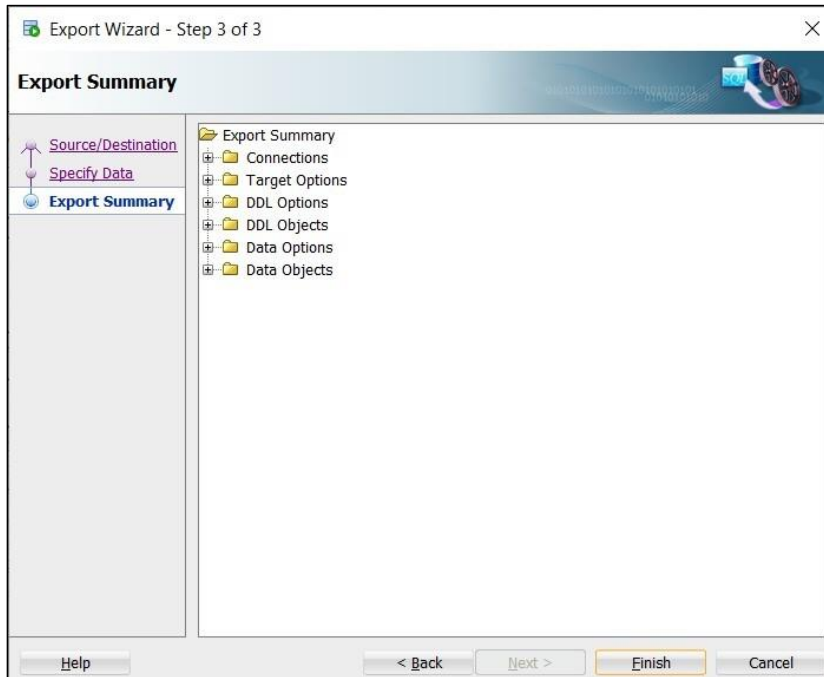 Export Wizard - Step 3 of 3
Export Summary
SQL
Source/Destination
Specify Data
Export Summary
Export Summary
Connections
Target Options
DDL Options
DDL Objects
Data Options
Data Objects
Help
< Back
Next >
Finish
Cancel